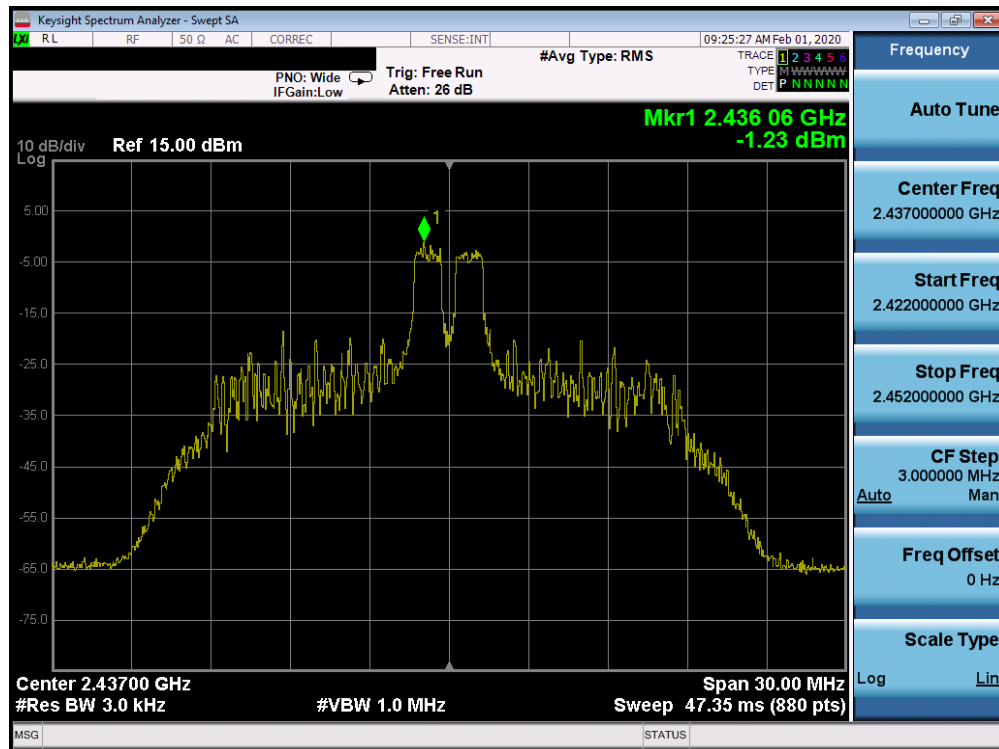 Keysight Spectrum Analyzer - Swept SA
LXI RL RF 50 Ω AC CORREC SENSE:INT 09:25:27 AM Feb 01, 2020
#Avg Type: RMS
TRACE 1 2 3 4 5 6
TYPE M WWWWW
DET P N N N N N
PNO: Wide
IFGain:Low
Trig: Free Run
Atten: 26 dB
Mkr1 2.436 06 GHz
-1.23 dBm
10 dB/div Ref 15.00 dBm
Log
1
5.00
-5.00
-15.0
-25.0
-35.0
-45.0
-55.0
-65.0
-75.0
Center 2.43700 GHz Span 30.00 MHz
#Res BW 3.0 kHz #VBW 1.0 MHz Sweep 47.35 ms (880 pts)
MSG STATUS
Frequency
Auto Tune
Center Freq
2.437000000 GHz
Start Freq
2.422000000 GHz
Stop Freq
2.452000000 GHz
CF Step
3.000000 MHz
Auto Man
Freq Offset
0 Hz
Scale Type
Log Lin